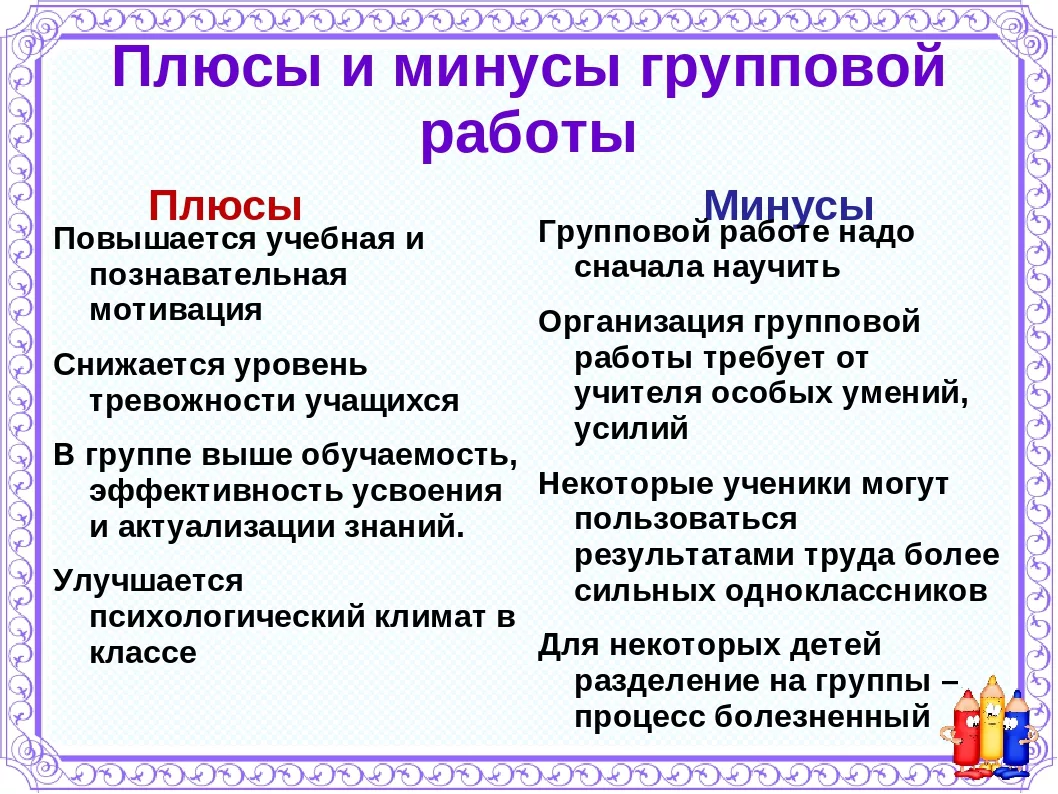 Плюсы и минусы групповой
работы
Плюсы
Повышается учебная и
познавательная
мотивация
Снижается уровень
тревожности учащихся
В группе выше обучаемость,
эффективность усвоения
и актуализации знаний.
Улучшается
психологический климат в
классе
Минусы
Групповой работе надо
сначала научить
Организация групповой
работы требует от
учителя особых умений,
усилий
Некоторые ученики могут
пользоваться
результатами труда более
сильных одноклассников
Для некоторых детей
разделение на группы –
процесс болезненный